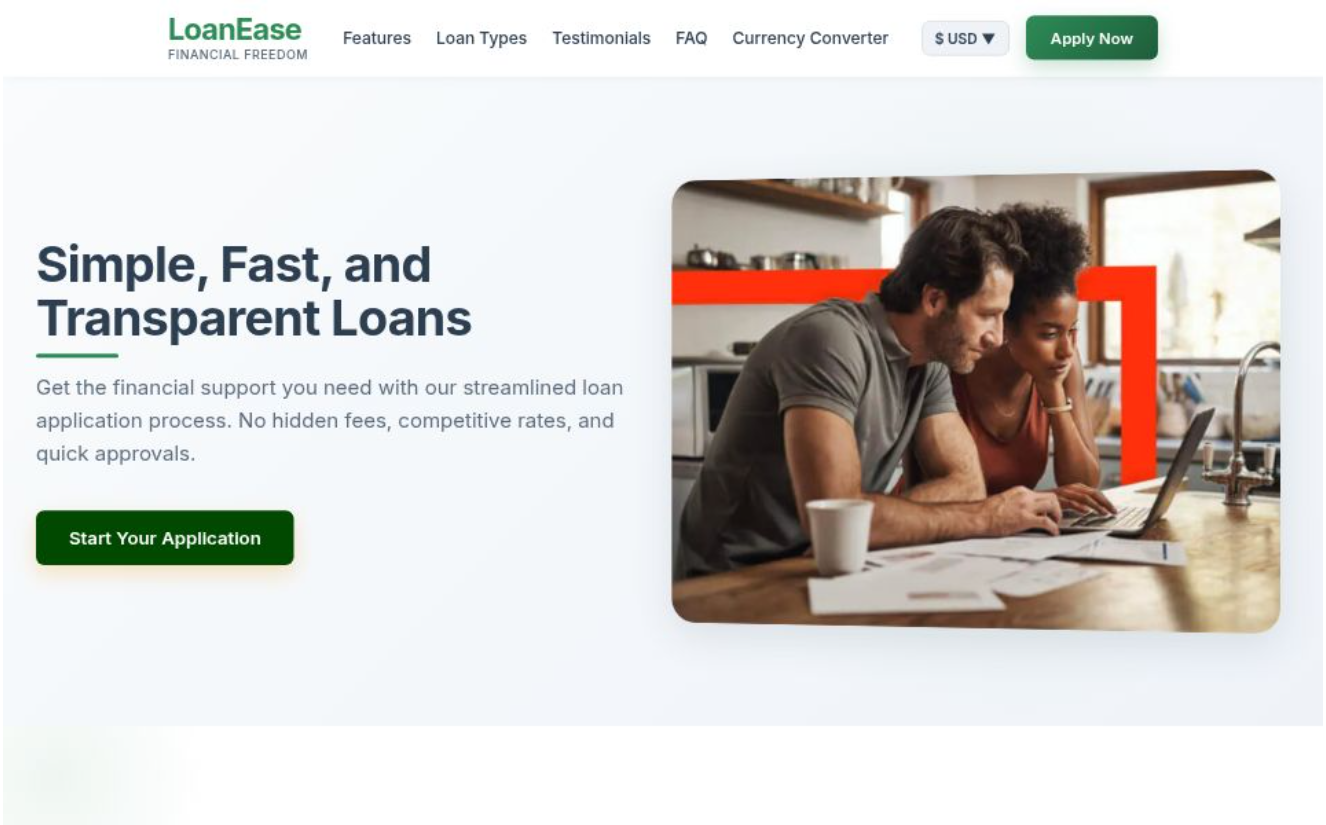 LoanEase
FINANCIAL FREEDOM
Features
Loan Types
Testimonials
FAQ
Currency Converter
$ USD ▼
Apply Now
Simple, Fast, and
Transparent Loans
Get the financial support you need with our streamlined loan
application process. No hidden fees, competitive rates, and
quick approvals.
Start Your Application